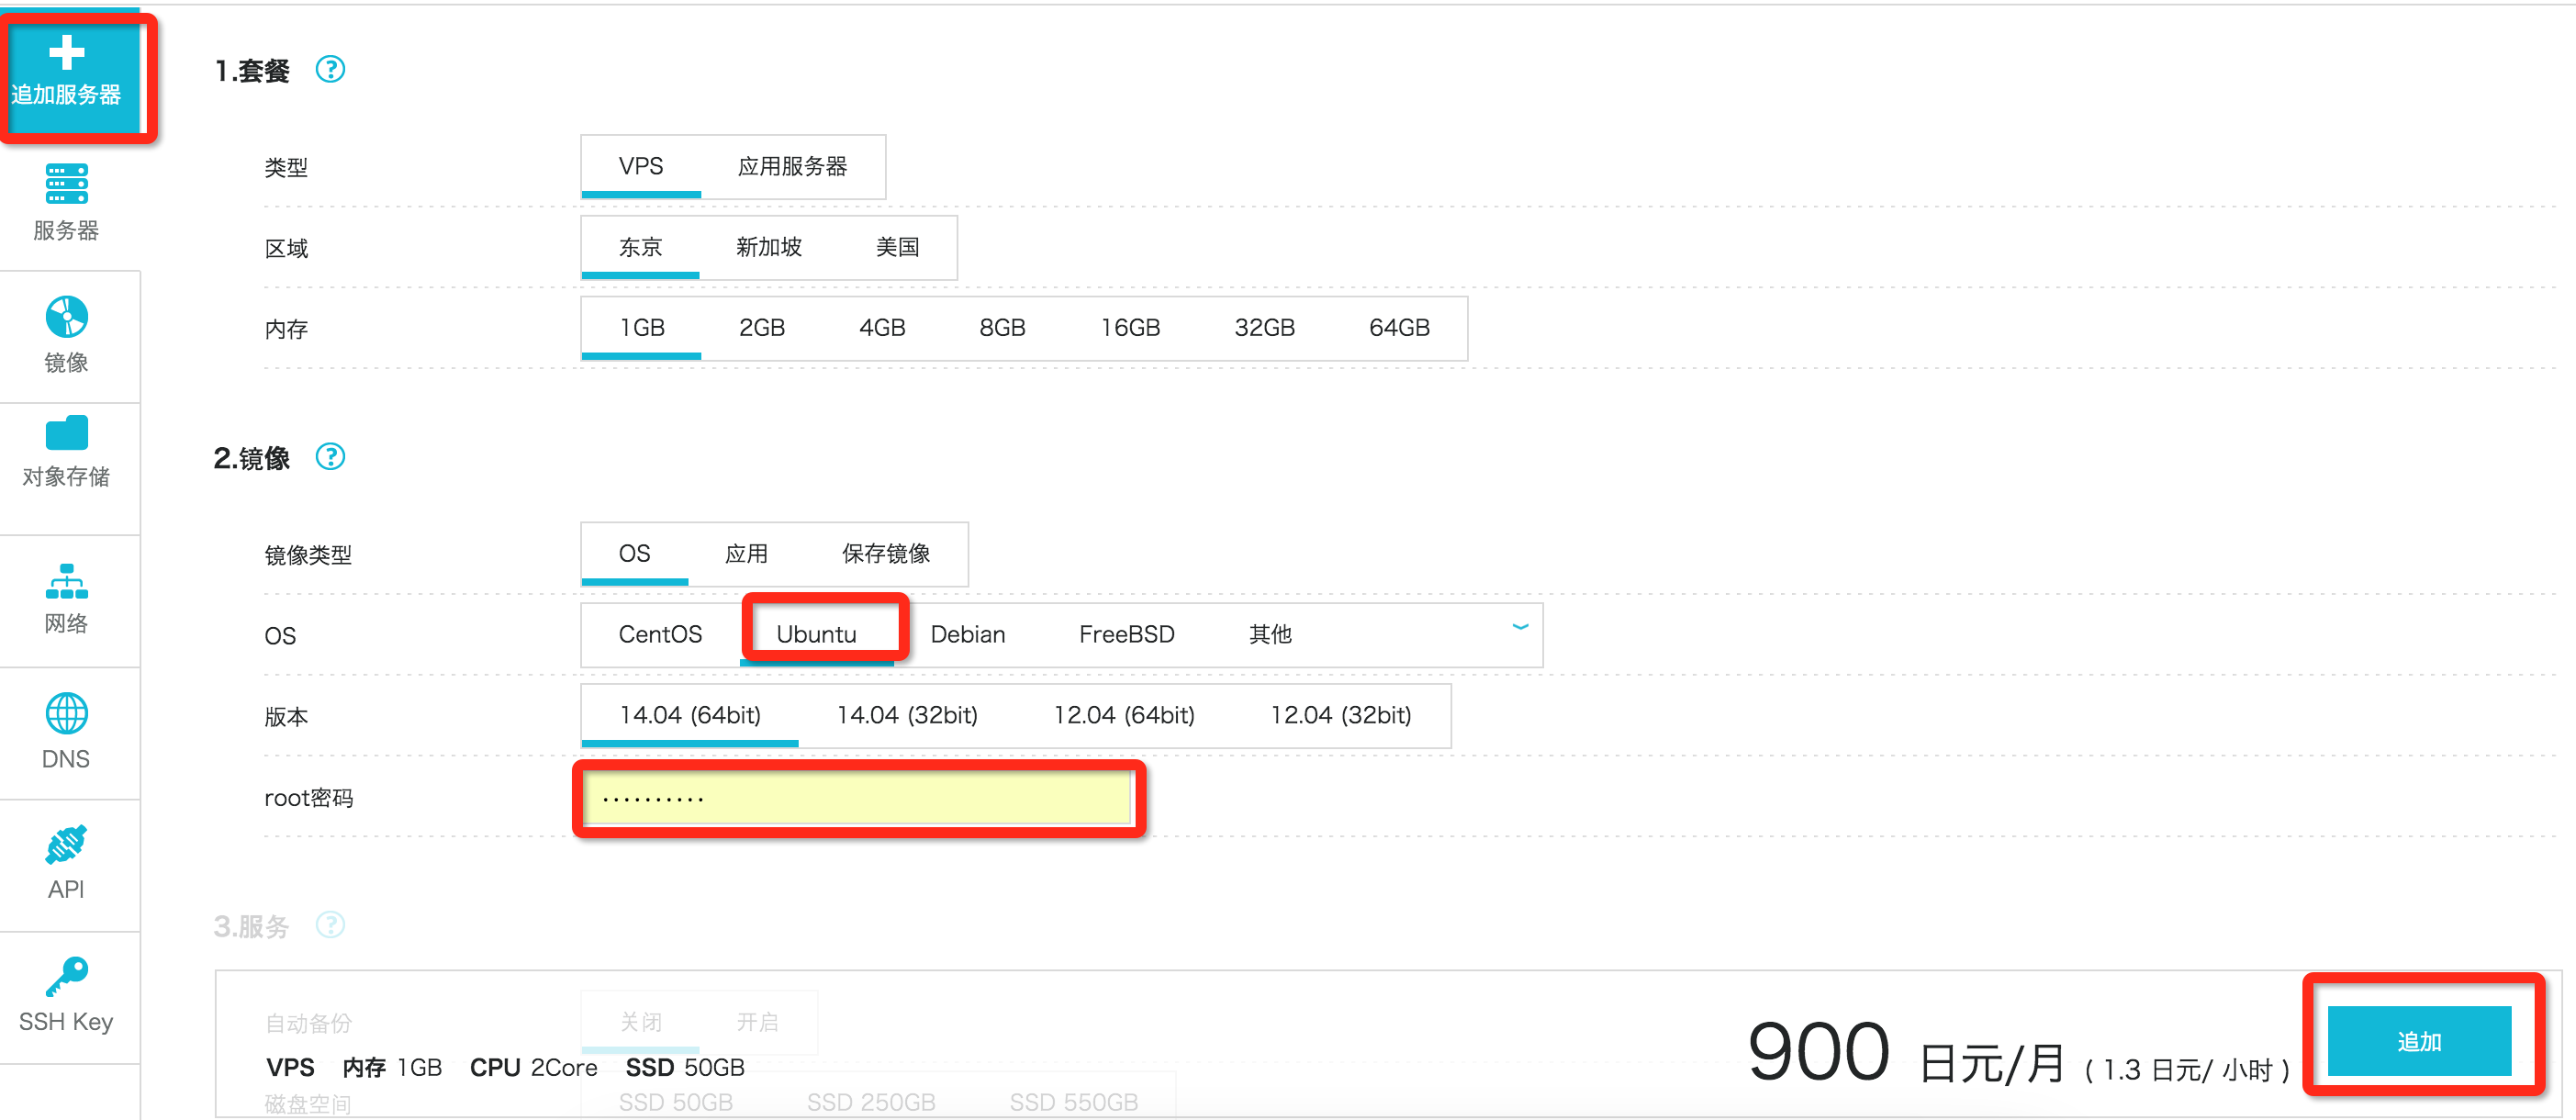 追加服务器
服务器
镜像
对象存储
网络
DNS
API
SSH Key
1.套餐 ?
类型 VPS 应用服务器
区域 东京 新加坡 美国
内存 1GB 2GB 4GB 8GB 16GB 32GB 64GB
2.镜像 ?
镜像类型 OS 应用 保存镜像
OS CentOS Ubuntu Debian FreeBSD 其他
版本 14.04 (64bit) 14.04 (32bit) 12.04 (64bit) 12.04 (32bit)
root密码 ··········
3.服务 ?
自动备份 关闭 开启
VPS 内存 1GB CPU 2Core SSD 50GB
900 日元/月 ( 1.3 日元/ 小时 )
追加
磁盘空间 SSD 50GB SSD 250GB SSD 550GB